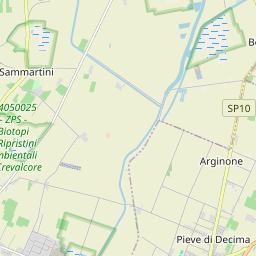 Be
Sammartini
SP10
4050025
- ZPS -
Biotopi
Ripristini
mbientali
Crevalcore
Arginone
Pieve di Decima